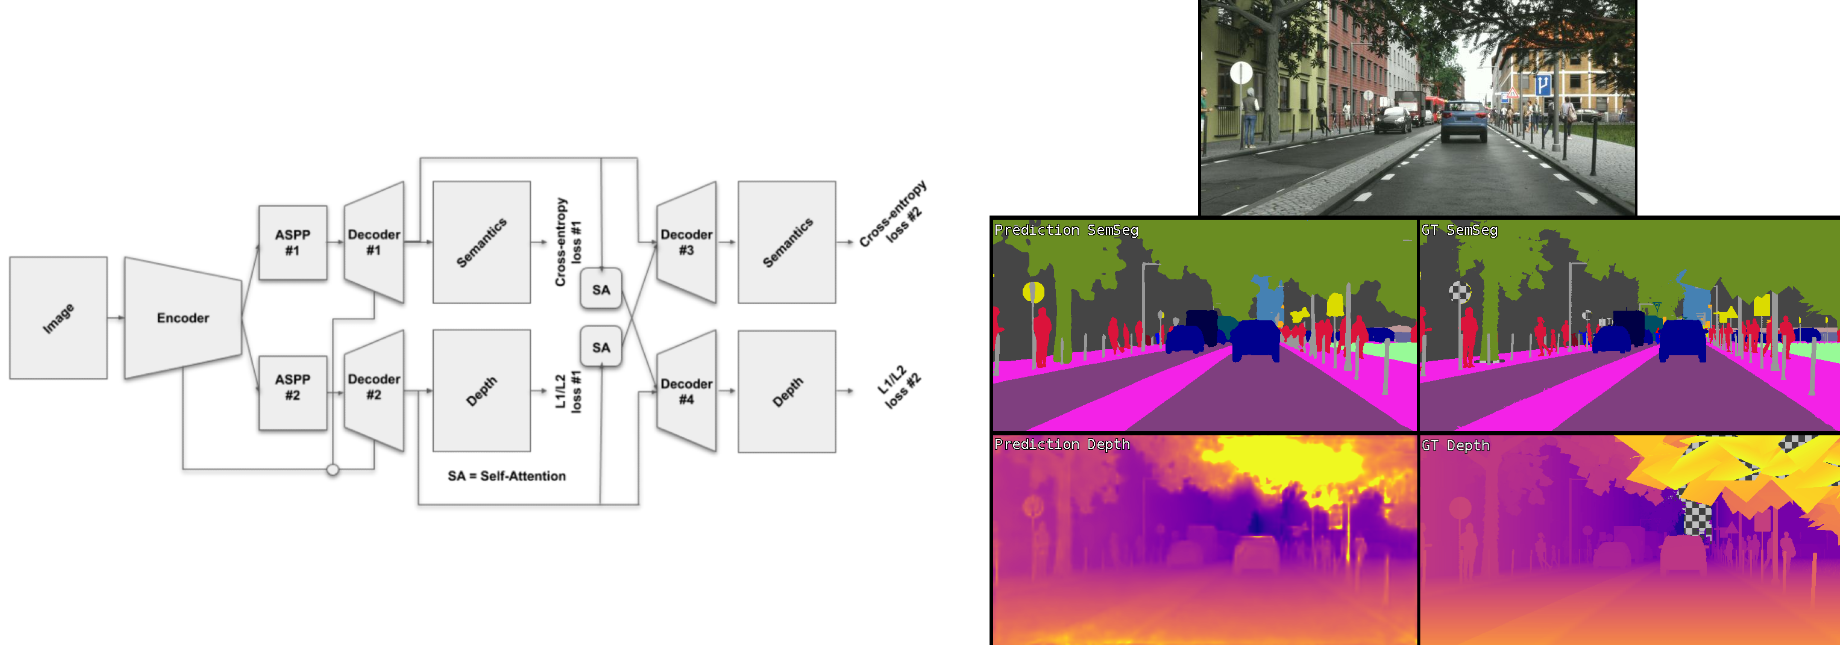 Image
Encoder
ASPP
#1
ASPP
#2
Decoder
#1
Decoder
#2
Semantics
Depth
Cross-entropy
loss #1
L1/L2
loss #1
SA
SA
SA = Self-Attention
Decoder
#3
Decoder
#4
Semantics
Depth
Cross-entropy
loss #2
L1/L2
loss #2
Prediction SemSeg
GT SemSeg
Prediction Depth
GT Depth